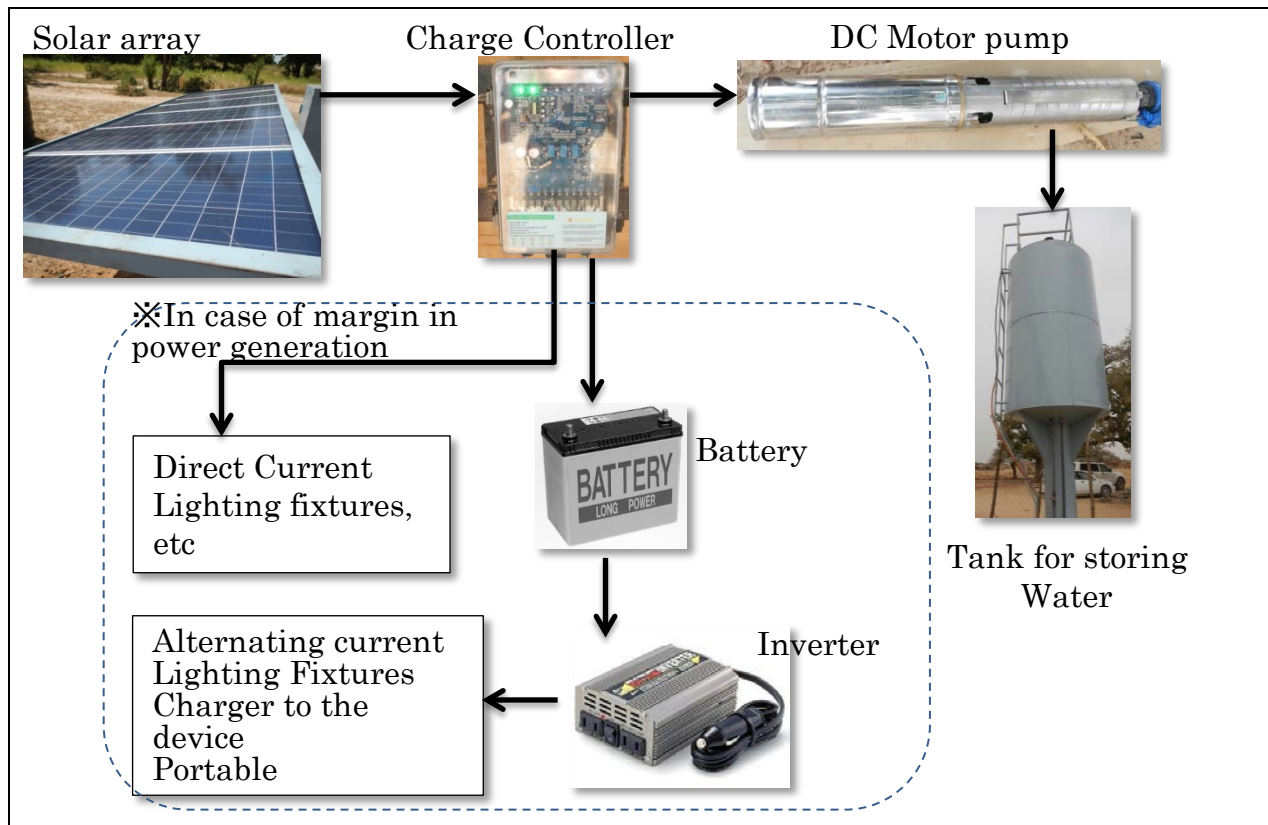 Solar array
Charge Controller
DC Motor pump
※In case of margin in
power generation
Direct Current
Lighting fixtures,
etc
Battery
BATTERY
LONG POWER
Tank for storing
Water
Alternating current
Lighting Fixtures
Charger to the
device
Portable
Inverter
INVERTER